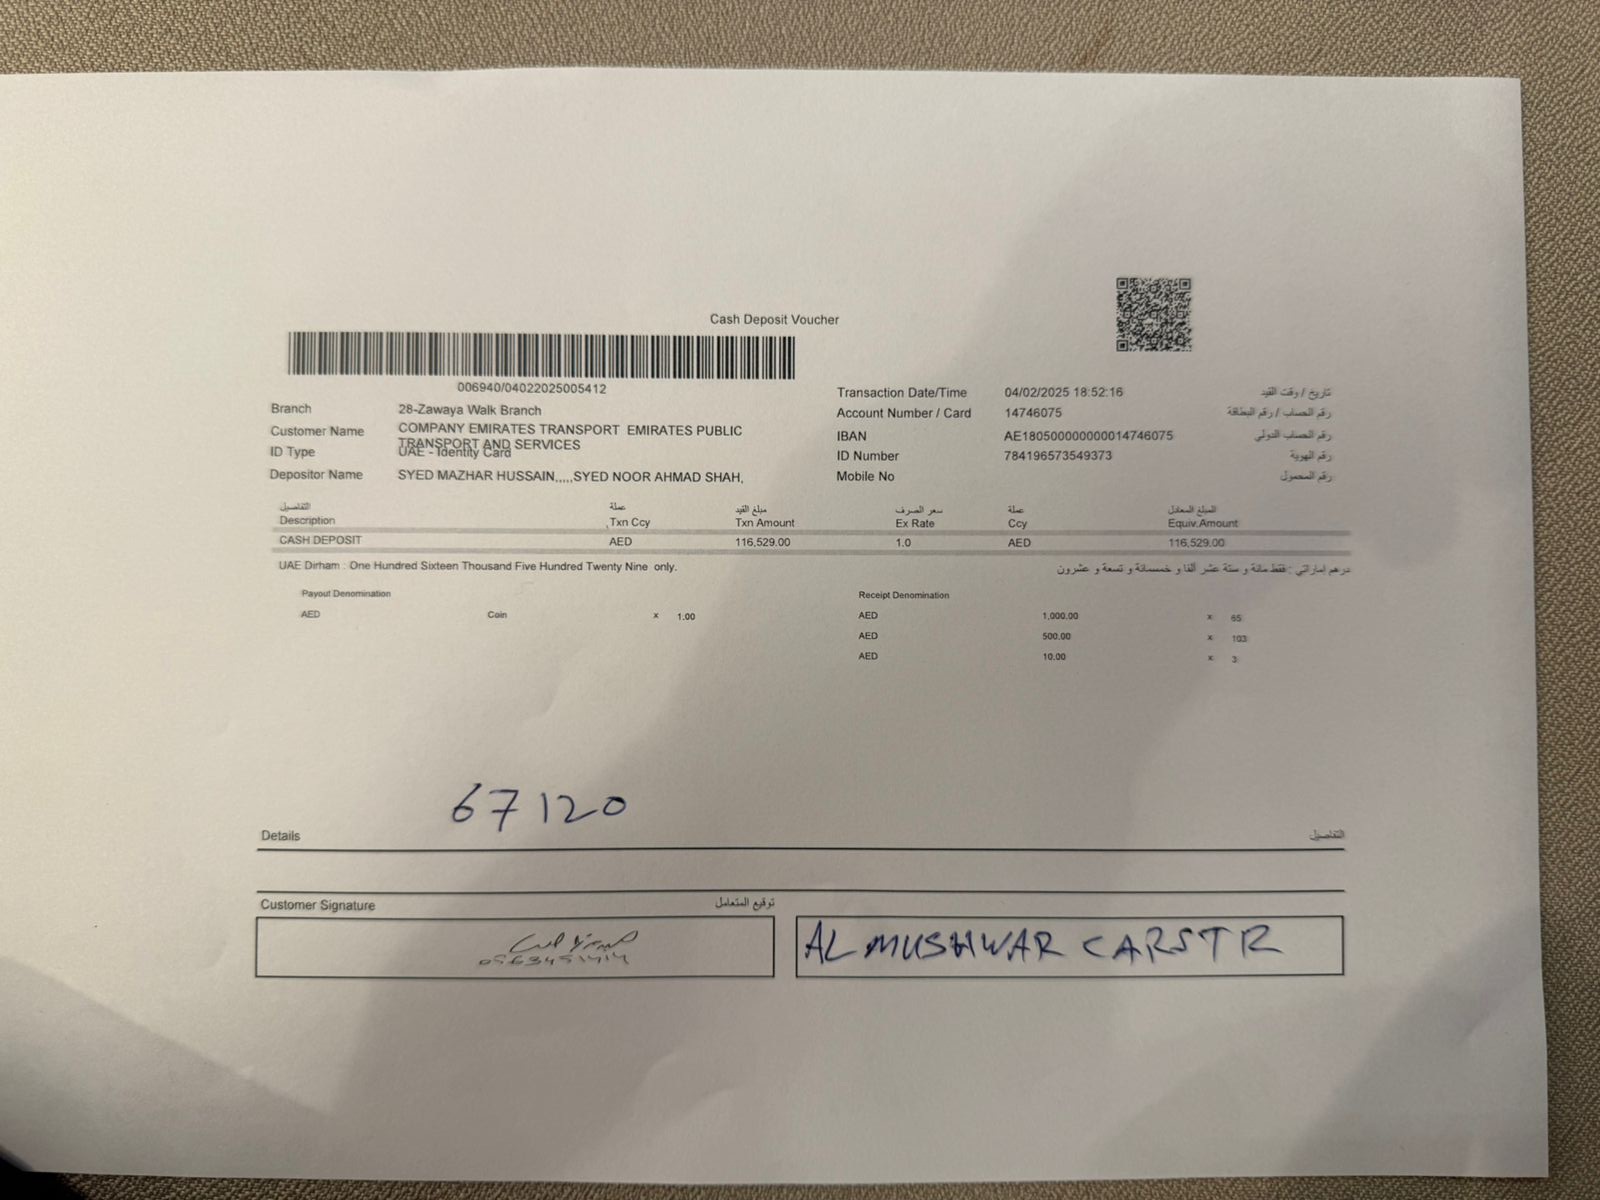 Cash Deposit Voucher
006940/04022025005412
Transaction Date/Time 04/02/2025 18:52:16 تاريخ / وقت القيد
Branch 28-Zawaya Walk Branch
Account Number / Card 14746075 رقم الحساب / رقم البطاقة
Customer Name COMPANY EMIRATES TRANSPORT EMIRATES PUBLIC
TRANSPORT AND SERVICES
IBAN AE180500000000014746075 رقم الحساب الدولي
ID Type UAE - Identity Card
ID Number 784196573549373 رقم الهوية
Depositor Name SYED MAZHAR HUSSAIN,,,,,SYED NOOR AHMAD SHAH,
Mobile No رقم المحمول
التفاصيل عملة مبلغ القيد سعر الصرف عملة المبلغ المعادل
Description Txn Ccy Txn Amount Ex Rate Ccy Equiv.Amount
CASH DEPOSIT AED 116,529.00 1.0 AED 116,529.00
UAE Dirham : One Hundred Sixteen Thousand Five Hundred Twenty Nine only.
درهم إماراتي : فقط مائة و ستة عشر ألفا و خمسمائة و تسعة و عشرون
Payout Denomination Receipt Denomination
AED Coin x 1.00 AED 1,000.00 x 65
AED 500.00 x 103
AED 10.00 x 3
67120
Details التفاصيل
Customer Signature توقيع المتعامل
AL MUSHWAR CARSTR